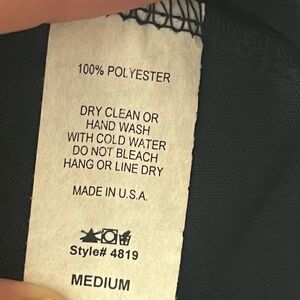 100% POLYESTER
DRY CLEAN OR
HAND WASH
WITH COLD WATER
DO NOT BLEACH
HANG OR LINE DRY
MADE IN U.S.A.
Style# 4819
MEDIUM